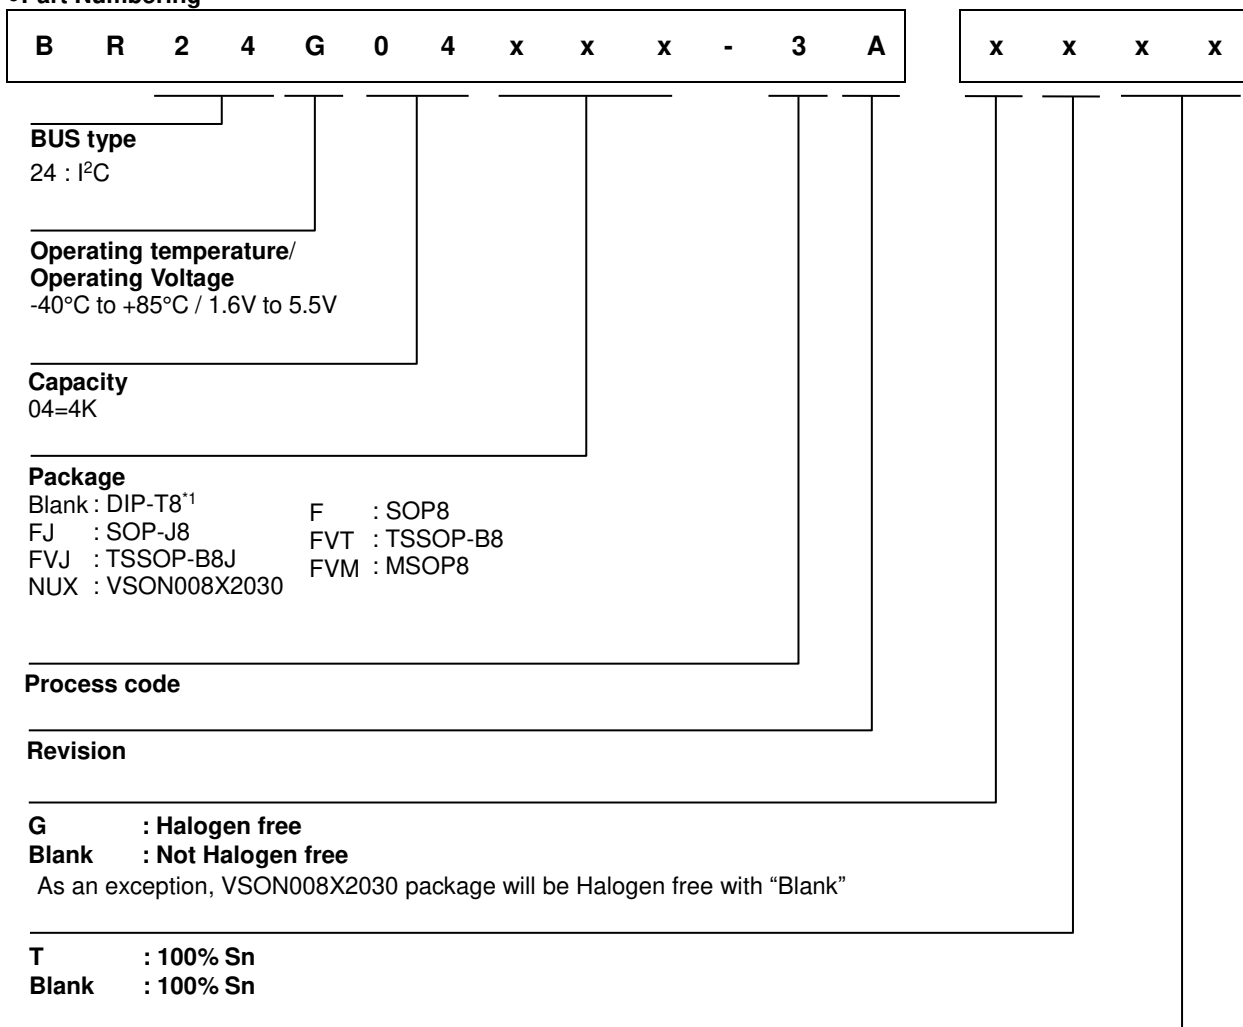 B R 2 4 G 0 4 x x x - 3 A x x x x
BUS type
24 : I²C
Operating temperature/
Operating Voltage
-40°C to +85°C / 1.6V to 5.5V
Capacity
04=4K
Package
Blank : DIP-T8*1
FJ : SOP-J8
FVJ : TSSOP-B8J
NUX : VSON008X2030
F : SOP8
FVT : TSSOP-B8
FVM : MSOP8
Process code
Revision
G : Halogen free
Blank : Not Halogen free
As an exception, VSON008X2030 package will be Halogen free with “Blank”
T : 100% Sn
Blank : 100% Sn